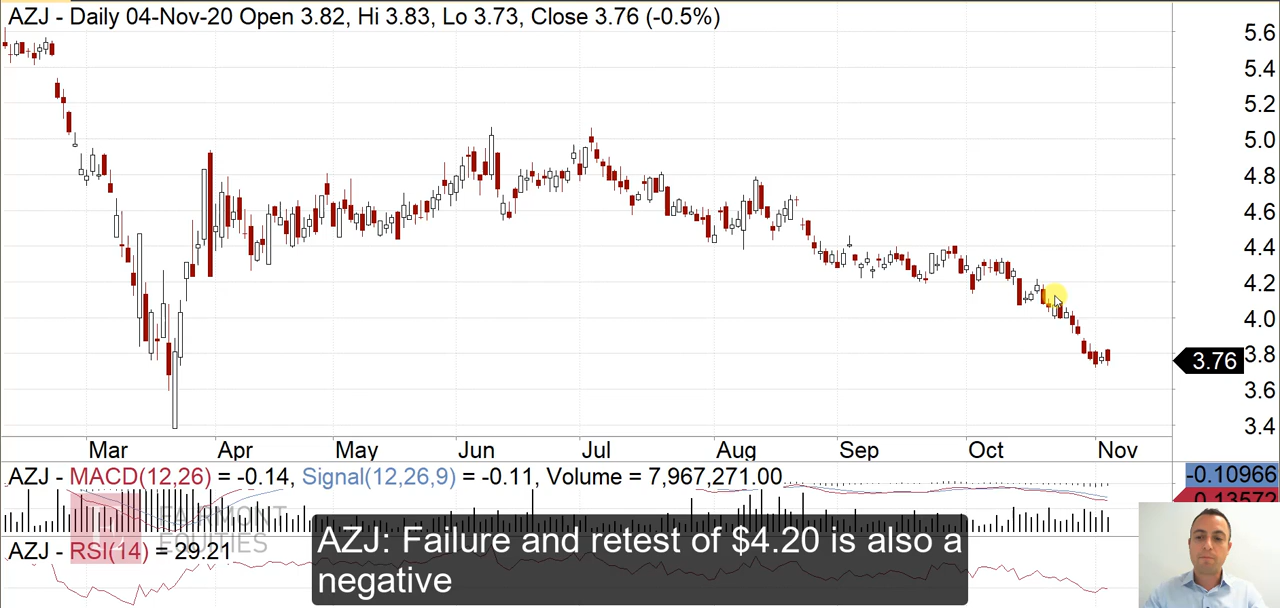 AZJ - Daily 04-Nov-20 Open 3.82, Hi 3.83, Lo 3.73, Close 3.76 (-0.5%)
5.6
5.4
5.2
5.0
4.8
4.6
4.4
4.2
4.0
3.8
3.76
3.6
3.4
Mar Apr May Jun Jul Aug Sep Oct Nov
AZJ - MACD(12,26) = -0.14, Signal(12,26,9) = -0.11, Volume = 7,967,271.00
-0.10966
-0.13572
FAIRMONT
EQUITIES
AZJ - RSI(14) = 29.21
AZJ: Failure and retest of $4.20 is also a
negative